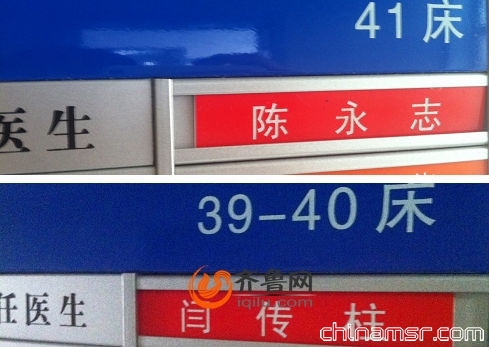 41床
医生 陈永志
39-40床
齐鲁网
iqilu.com
任医生 闫传柱
chinamsr.com